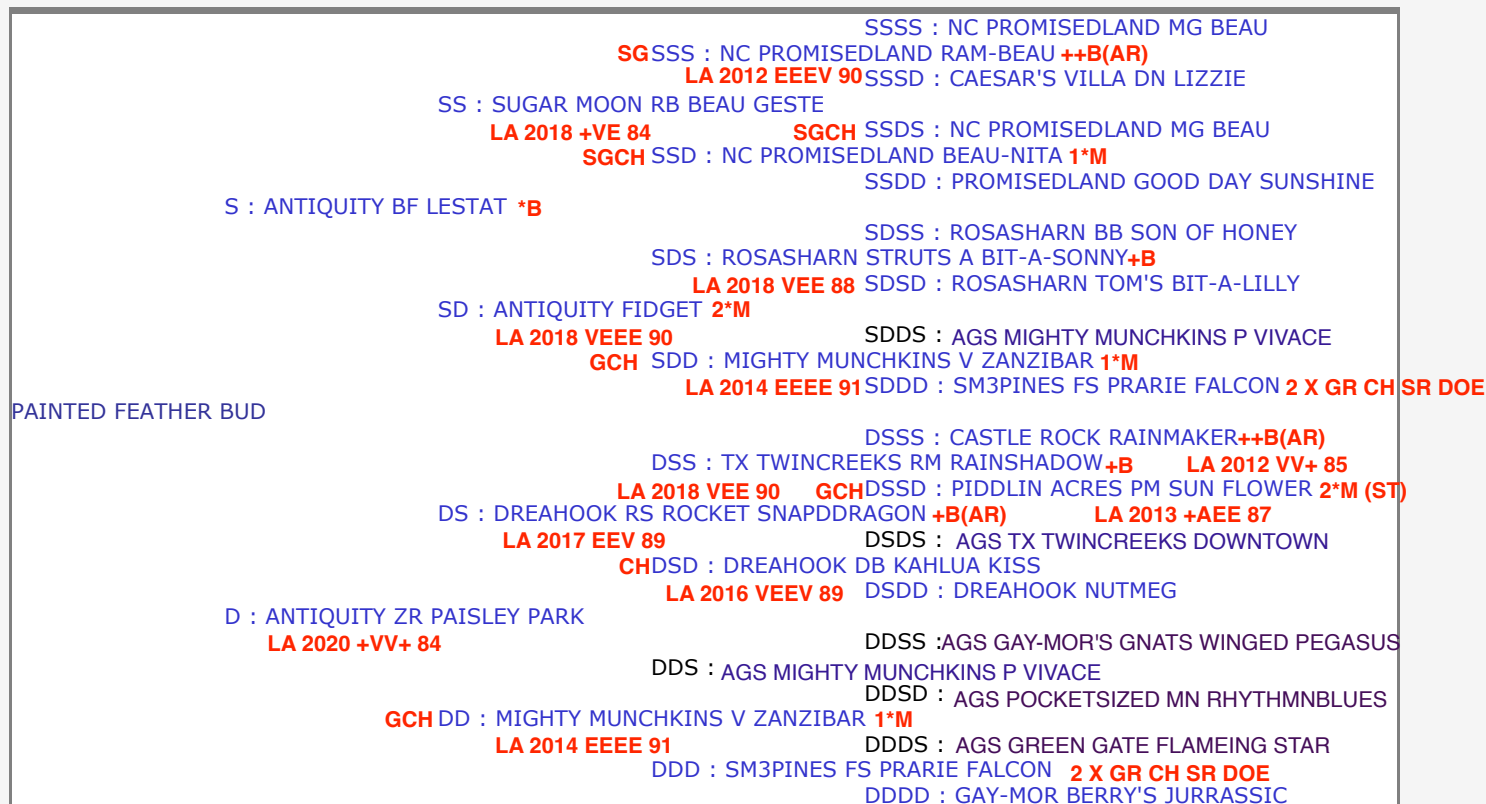 SSSS : NC PROMISEDLAND MG BEAU
SG SSS : NC PROMISEDLAND RAM-BEAU ++B(AR)
LA 2012 EEEV 90 SSSD : CAESAR'S VILLA DN LIZZIE
SS : SUGAR MOON RB BEAU GESTE
LA 2018 +VE 84 SGCH SSDS : NC PROMISEDLAND MG BEAU
SGCH SSD : NC PROMISEDLAND BEAU-NITA 1*M
SSDD : PROMISEDLAND GOOD DAY SUNSHINE
S : ANTIQUITY BF LESTAT *B
SDSS : ROSASHARN BB SON OF HONEY
SDS : ROSASHARN STRUTS A BIT-A-SONNY+B
LA 2018 VEE 88 SDSD : ROSASHARN TOM'S BIT-A-LILLY
SD : ANTIQUITY FIDGET 2*M
LA 2018 VEEE 90 SDDS : AGS MIGHTY MUNCHKINS P VIVACE
GCH SDD : MIGHTY MUNCHKINS V ZANZIBAR 1*M
LA 2014 EEEE 91 SDDD : SM3PINES FS PRARIE FALCON 2 X GR CH SR DOE
PAINTED FEATHER BUD
DSSS : CASTLE ROCK RAINMAKER++B(AR)
DSS : TX TWINCREEKS RM RAINSHADOW+B LA 2012 VV+ 85
LA 2018 VEE 90 GCH DSSD : PIDDLIN ACRES PM SUN FLOWER 2*M (ST)
DS : DREAHOOK RS ROCKET SNAPDDRAGON +B(AR) LA 2013 +AEE 87
LA 2017 EEV 89 DSDS : AGS TX TWINCREEKS DOWNTOWN
CH DSD : DREAHOOK DB KAHLUA KISS
LA 2016 VEEV 89 DSDD : DREAHOOK NUTMEG
D : ANTIQUITY ZR PAISLEY PARK
LA 2020 +VV+ 84 DDSS : AGS GAY-MOR'S GNATS WINGED PEGASUS
DDS : AGS MIGHTY MUNCHKINS P VIVACE
DDSD : AGS POCKETSIZED MN RHYTHMNBLUES
GCH DD : MIGHTY MUNCHKINS V ZANZIBAR 1*M
LA 2014 EEEE 91 DDDS : AGS GREEN GATE FLAMEING STAR
DDD : SM3PINES FS PRARIE FALCON 2 X GR CH SR DOE
DDDD : GAY-MOR BERRY'S JURRASSIC